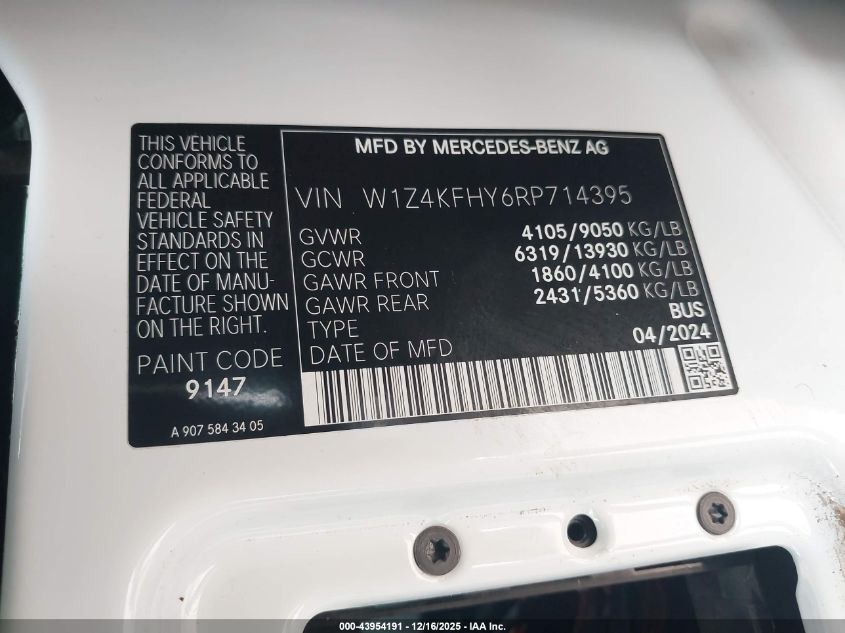 THIS VEHICLE
CONFORMS TO
ALL APPLICABLE
FEDERAL
VEHICLE SAFETY
STANDARDS IN
EFFECT ON THE
DATE OF MANU-
FACTURE SHOWN
ON THE RIGHT.
PAINT CODE
9147
A 907 584 34 05
MFD BY MERCEDES-BENZ AG
VIN W1Z4KFHY6RP714395
GVWR 4105/9050 KG/LB
GCWR 6319/13930 KG/LB
GAWR FRONT 1860/4100 KG/LB
GAWR REAR 2431/5360 KG/LB
TYPE BUS
DATE OF MFD 04/2024
000-43954191 - 12/16/2025 - IAA Inc.